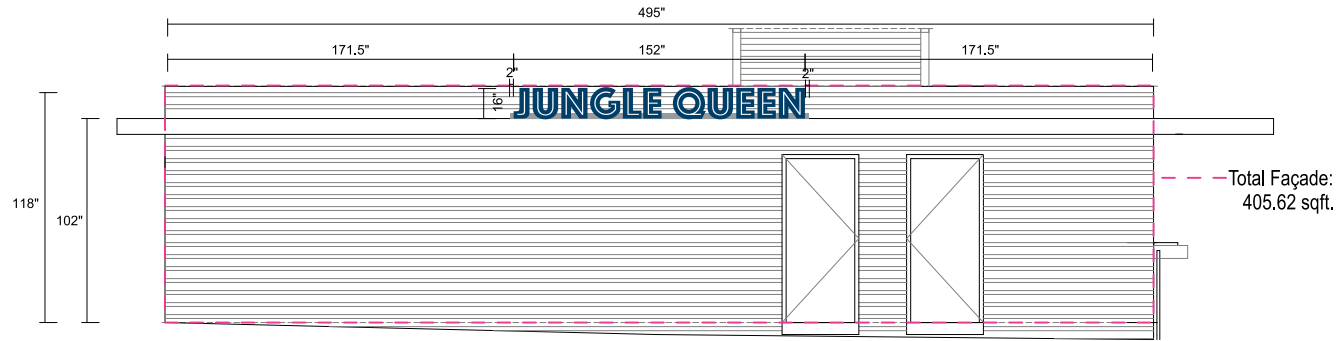 495"
171.5" 152" 171.5"
2" 2"
16"
JUNGLE QUEEN
118"
102"
Total Façade:
405.62 sqft.